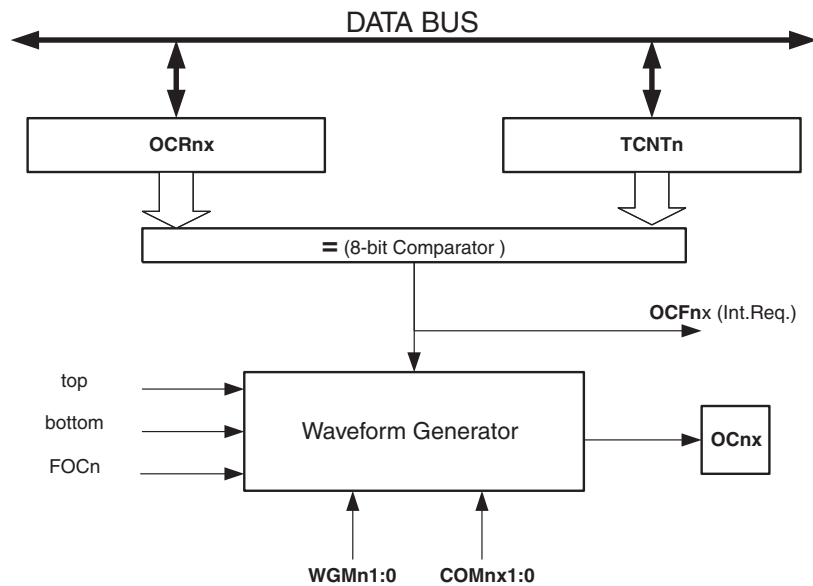 DATA BUS
OCRnx
TCNTn
= (8-bit Comparator )
OCFnx (Int.Req.)
top
bottom
FOCn
Waveform Generator
OCnx
WGMn1:0
COMnx1:0